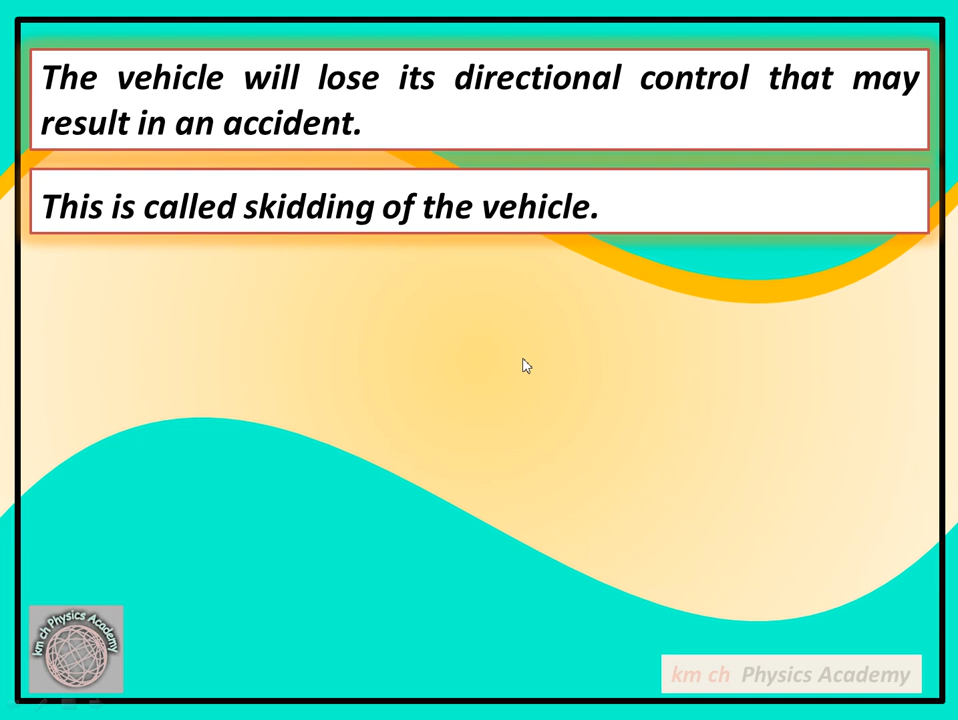 The vehicle will lose its directional control that may
result in an accident.
This is called skidding of the vehicle.
km ch Physics Academy
km ch Physics Academy